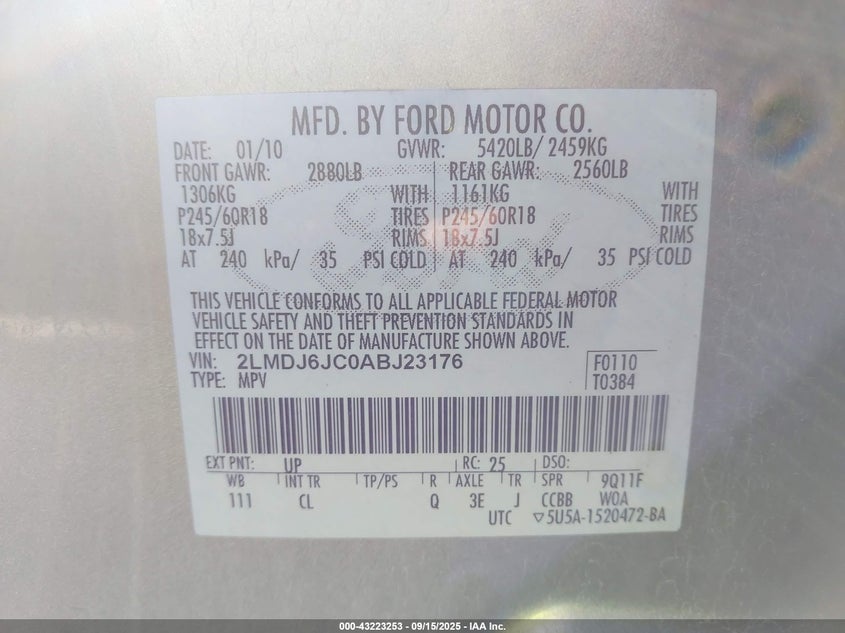 MFD. BY FORD MOTOR CO.
DATE: 01/10 GVWR: 5420LB/ 2459KG
FRONT GAWR: 2880LB REAR GAWR: 2560LB
1306KG WITH 1161KG WITH
P245/60R18 TIRES P245/60R18 TIRES
18x7.5J RIMS 18x7.5J RIMS
AT 240 kPa/ 35 PSI COLD AT 240 kPa/ 35 PSI COLD
THIS VEHICLE CONFORMS TO ALL APPLICABLE FEDERAL MOTOR
VEHICLE SAFETY AND THEFT PREVENTION STANDARDS IN
EFFECT ON THE DATE OF MANUFACTURE SHOWN ABOVE.
VIN: 2LMDJ6JC0ABJ23176 F0110
TYPE: MPV T0384
EXT PNT: UP RC: 25 DSO:
WB INT TR TP/PS R AXLE TR SPR 9Q11F
111 CL Q 3E J CCBB WOA
UTC ▽5U5A-1520472-BA
000-43223253 - 09/15/2025 - IAA Inc.